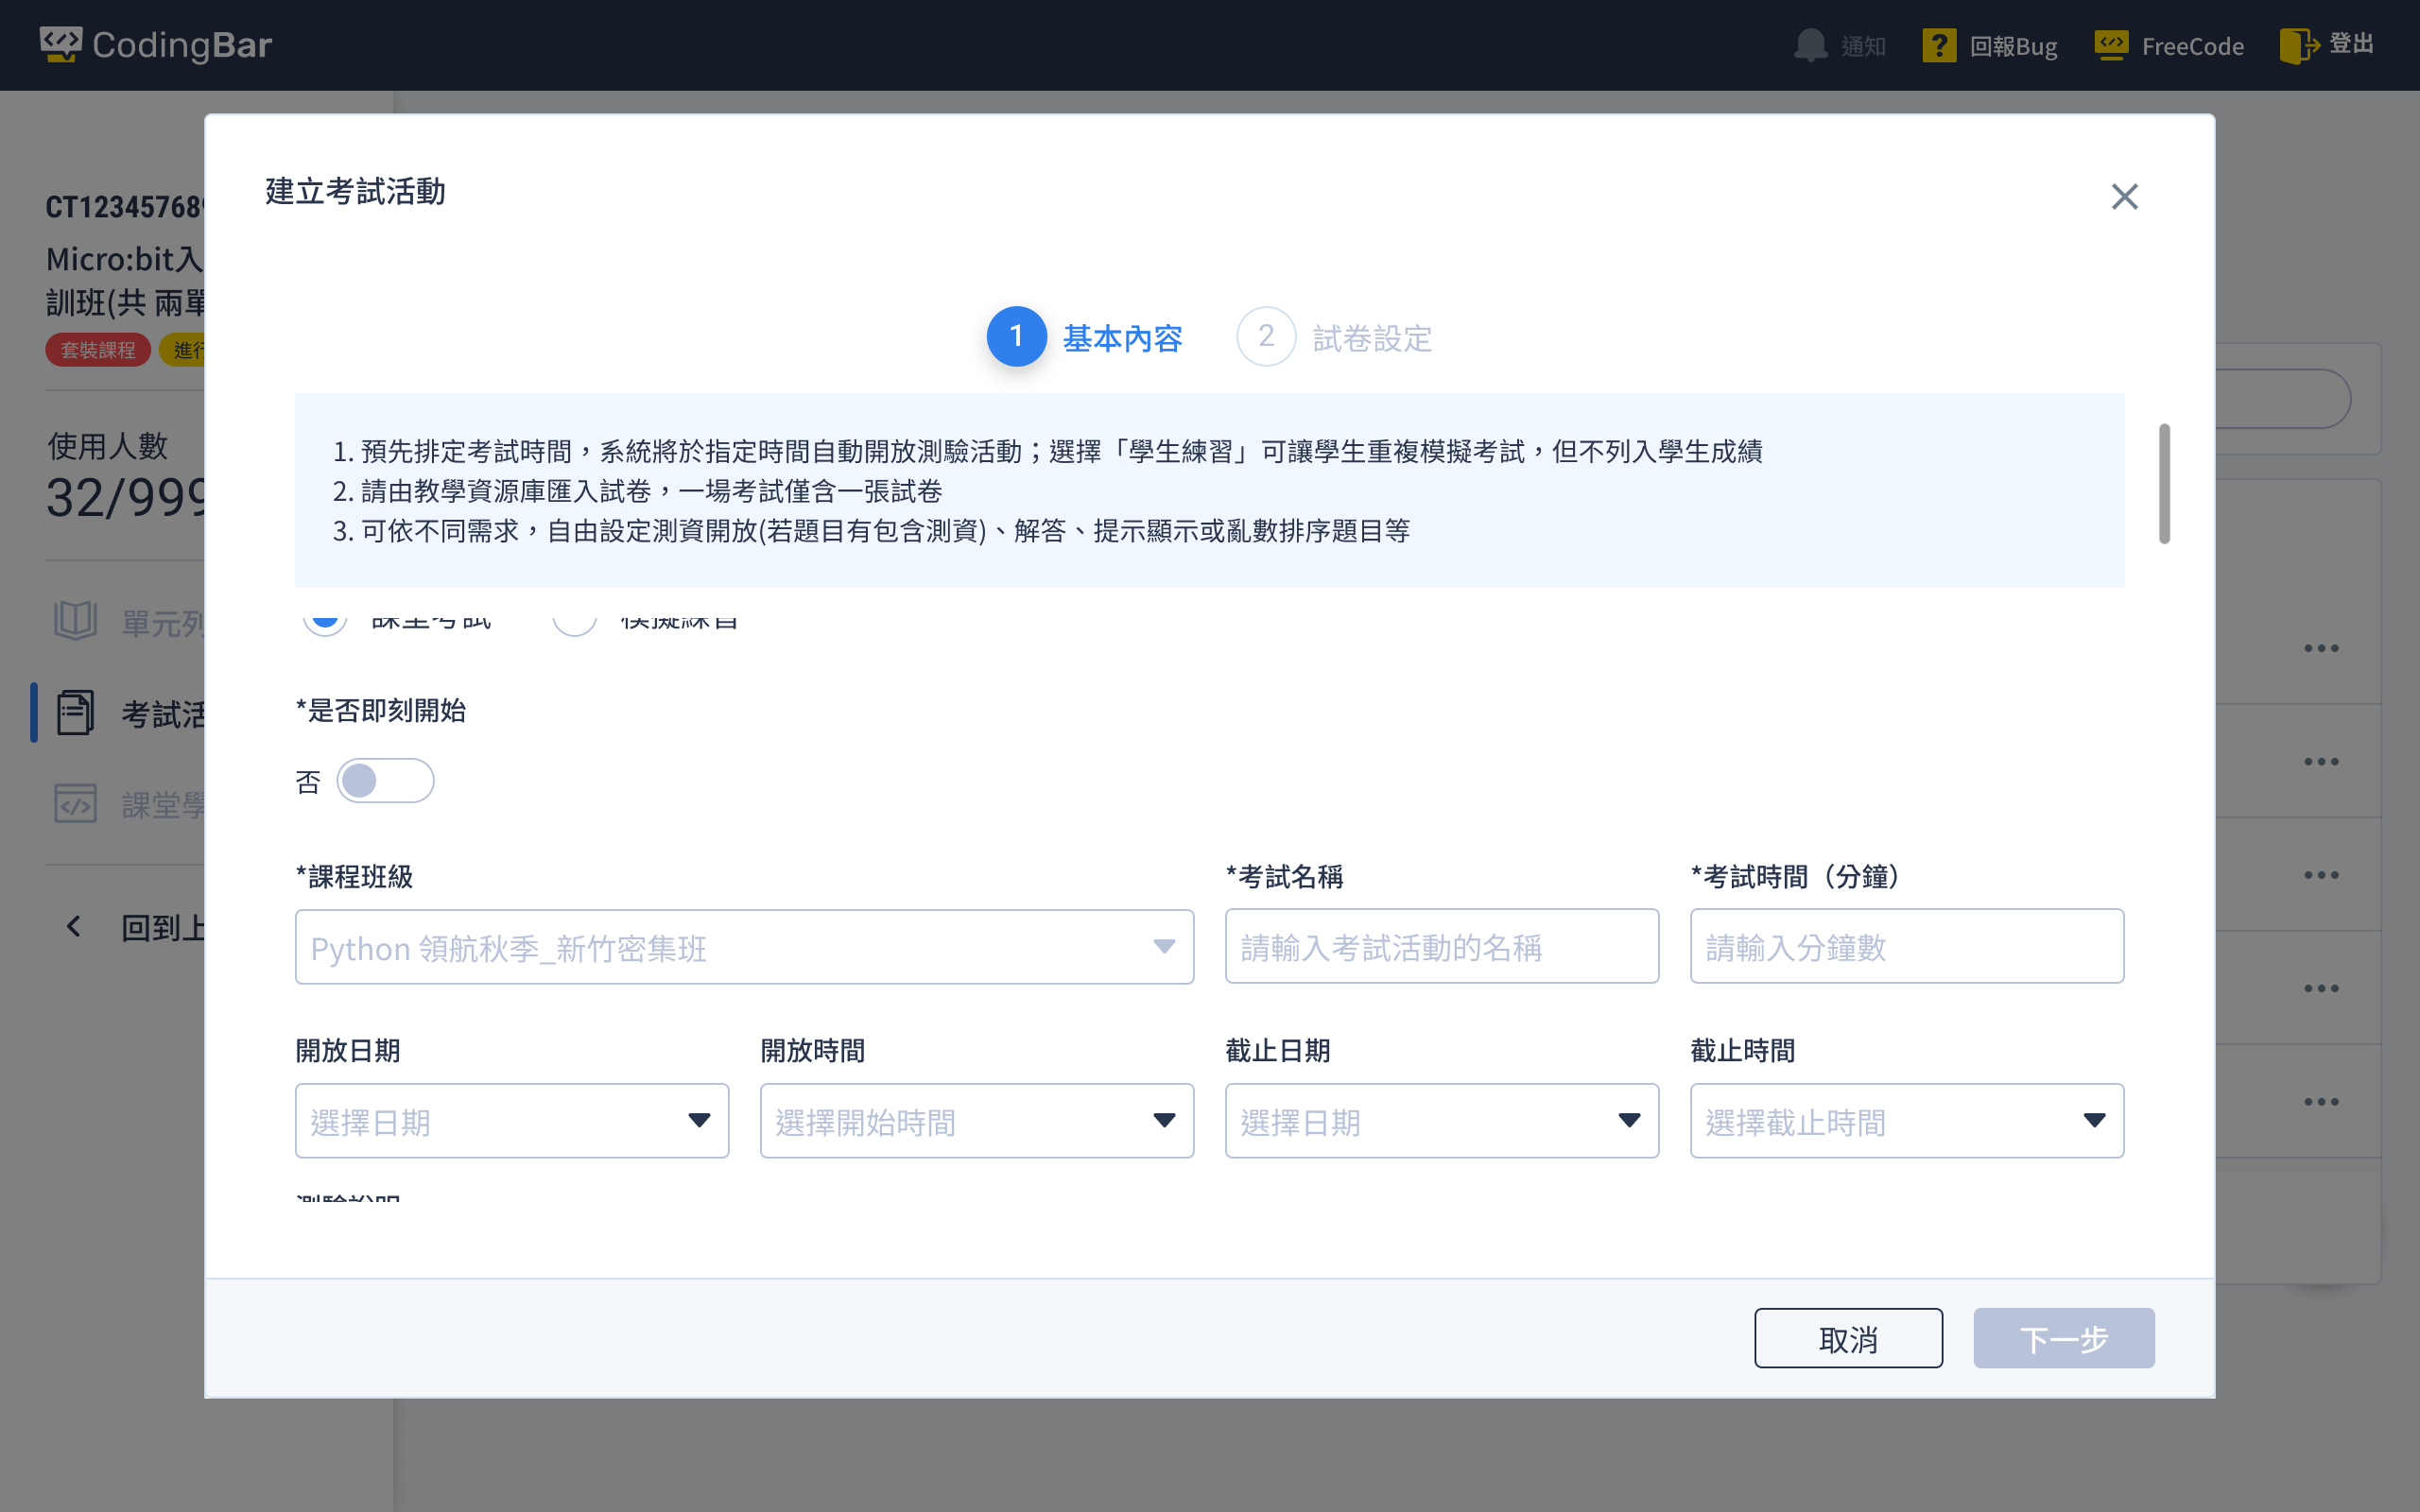 CodingBar
通知
回報Bug
FreeCode
登出
CT12345768
Micro:bit入
訓班(共 兩單
套裝課程
進行
使用人數
32/999
單元列
考試活
課堂學
回到上
建立考試活動
1 基本內容
2 試卷設定
1. 預先排定考試時間，系統將於指定時間自動開放測驗活動；選擇「學生練習」可讓學生重複模擬考試，但不列入學生成績
2. 請由教學資源庫匯入試卷，一場考試僅含一張試卷
3. 可依不同需求，自由設定測資開放(若題目有包含測資)、解答、提示顯示或亂數排序題目等
課堂考試
模擬練習
*是否即刻開始
否
*課程班級
*考試名稱
*考試時間（分鐘）
Python 領航秋季_新竹密集班
請輸入考試活動的名稱
請輸入分鐘數
開放日期
開放時間
截止日期
截止時間
選擇日期
選擇開始時間
選擇日期
選擇截止時間
測驗說明
取消
下一步